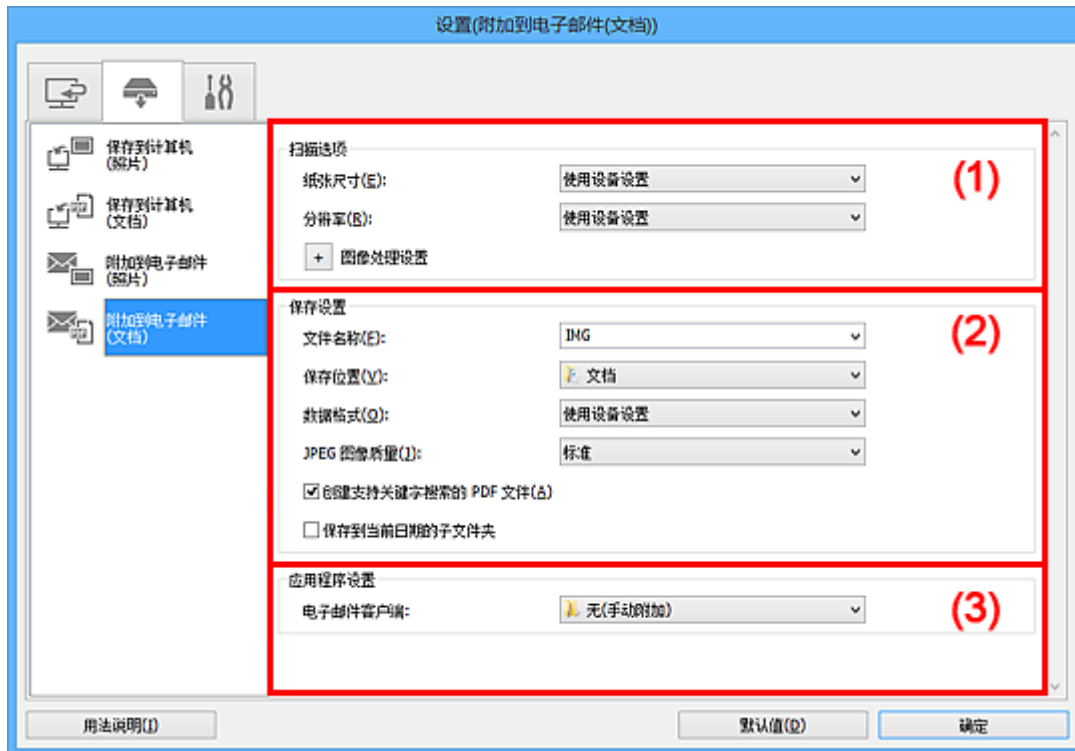 设置(附加到电子邮件(文档))
保存到计算机
(照片)
保存到计算机
(文档)
附加到电子邮件
(照片)
附加到电子邮件
(文档)
扫描选项
(1)
纸张尺寸(E): 使用设备设置
分辨率(R): 使用设备设置
+ 图像处理设置
保存设置
(2)
文件名称(F): IMG
保存位置(V): 文档
数据格式(O): 使用设备设置
JPEG 图像质量(J): 标准
创建支持关键字搜索的 PDF 文件(A)
保存到当前日期的子文件夹
应用程序设置
(3)
电子邮件客户端: 无(手动附加)
用法说明(I) 默认值(D) 确定